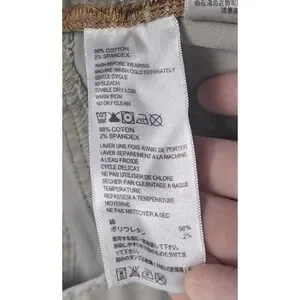 98% COTTON
2% SPANDEX
WASH BEFORE WEARING
MACHINE WASH COLD SEPARATELY
GENTLE CYCLE
NO BLEACH
TUMBLE DRY LOW
WARM IRON
NO DRY CLEAN
98% COTON
2% SPANDEX
LAVER UNE FOIS AVANT DE PORTER
LAVER SEPAREMENT A LA MACHINE
A L'EAU FROIDE
CYCLE DELICAT
NE PAS UTILISER DE CHLORE
SECHER PAR CULBUTAGE A BASSE
TEMPERATURE
REPASSER A TEMPERATURE
MOYENNE
NE PAS NETTOYER A SEC
綿 98%
ポリウレタン 2%